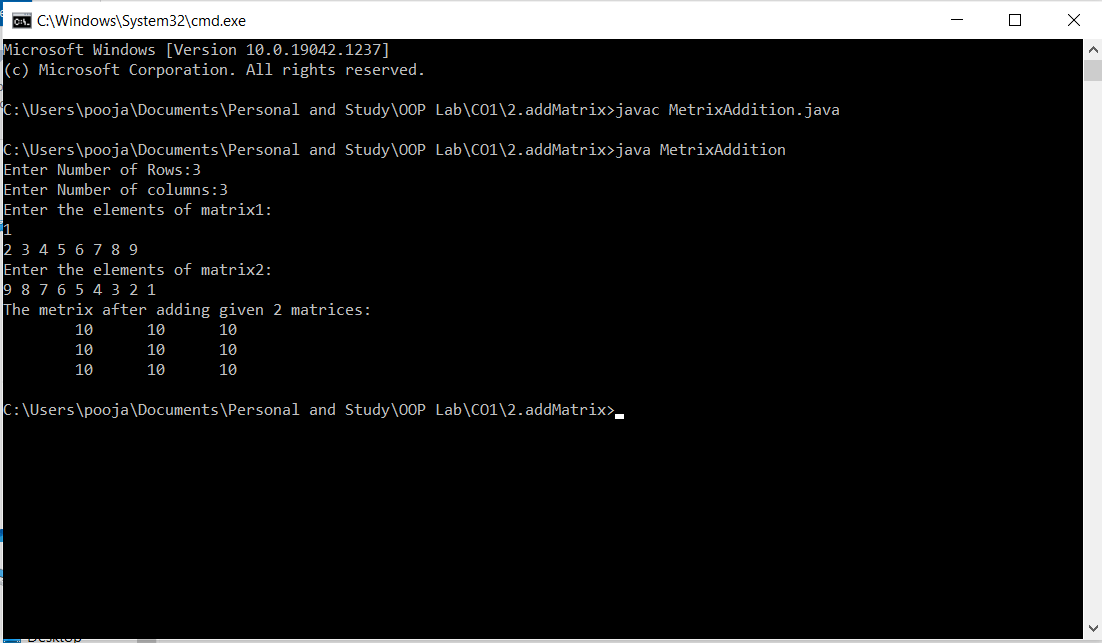 C:\Windows\System32\cmd.exe
Microsoft Windows [Version 10.0.19042.1237]
(c) Microsoft Corporation. All rights reserved.
C:\Users\pooja\Documents\Personal and Study\OOP Lab\CO1\2.addMatrix>javac MetrixAddition.java
C:\Users\pooja\Documents\Personal and Study\OOP Lab\CO1\2.addMatrix>java MetrixAddition
Enter Number of Rows:3
Enter Number of columns:3
Enter the elements of matrix1:
1
2 3 4 5 6 7 8 9
Enter the elements of matrix2:
9 8 7 6 5 4 3 2 1
The metrix after adding given 2 matrices:
10 10 10
10 10 10
10 10 10
C:\Users\pooja\Documents\Personal and Study\OOP Lab\CO1\2.addMatrix>
Desktop